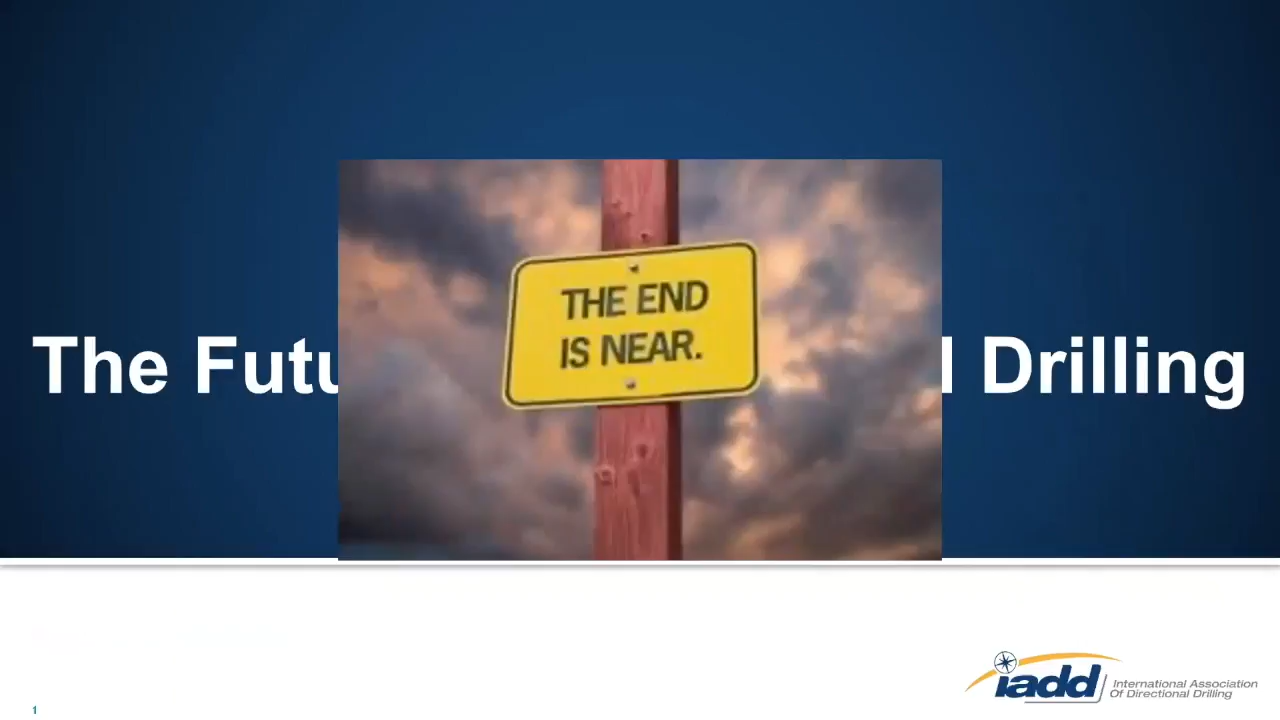 The Futu
l Drilling
THE END
IS NEAR.
iadd
International Association
Of Directional Drilling
1